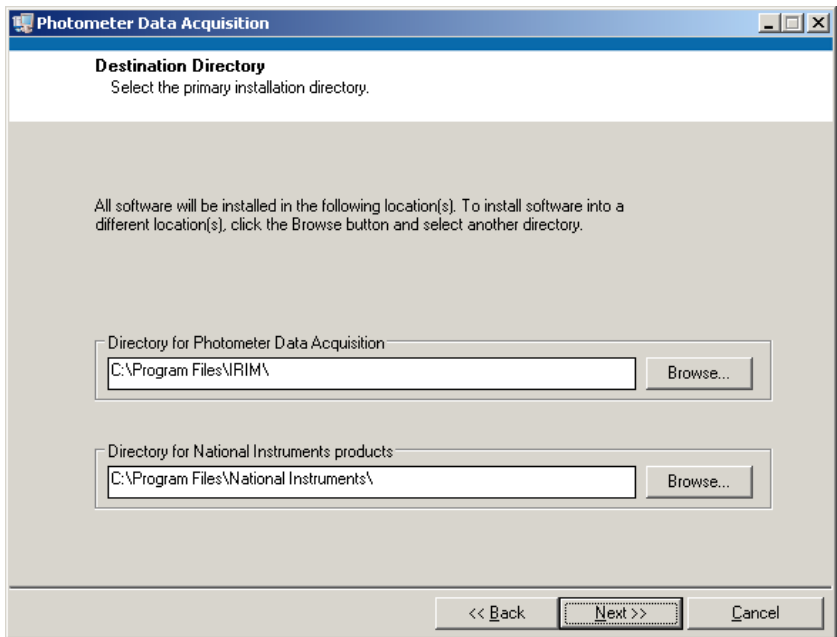 Photometer Data Acquisition
Destination Directory
Select the primary installation directory.
All software will be installed in the following location(s). To install software into a
different location(s), click the Browse button and select another directory.
Directory for Photometer Data Acquisition
C:\Program Files\IRIM\
Browse...
Directory for National Instruments products
C:\Program Files\National Instruments\
Browse...
<< Back
Next >>
Cancel